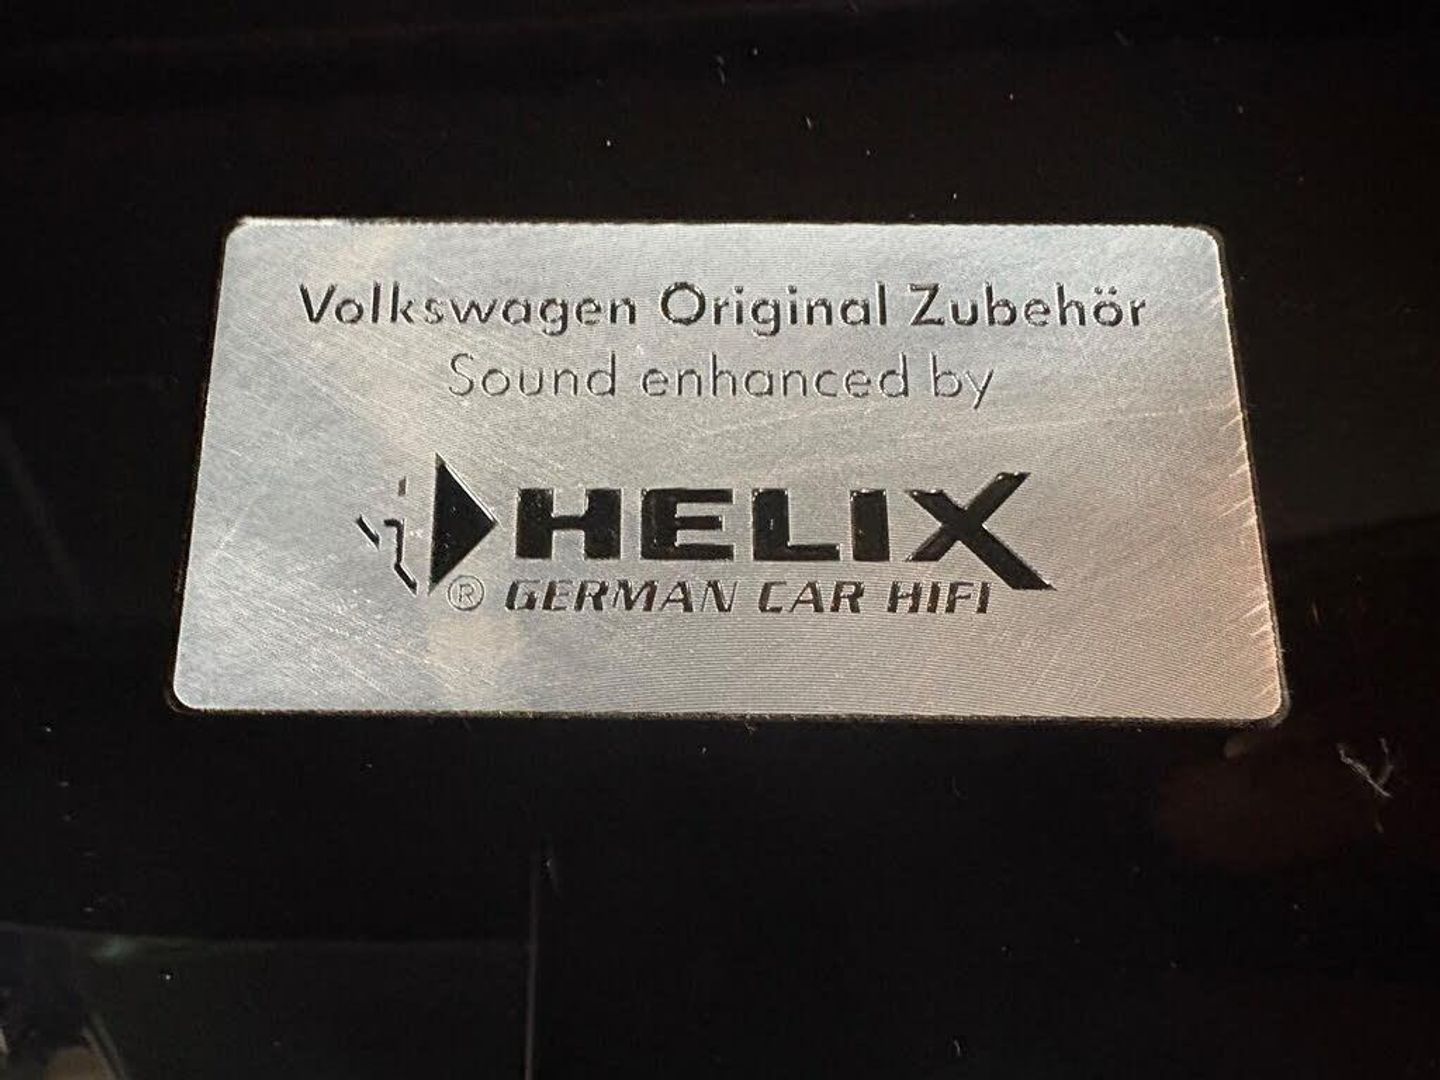 Volkswagen Original Zubehör
Sound enhanced by
HELIX
® GERMAN CAR HIFI